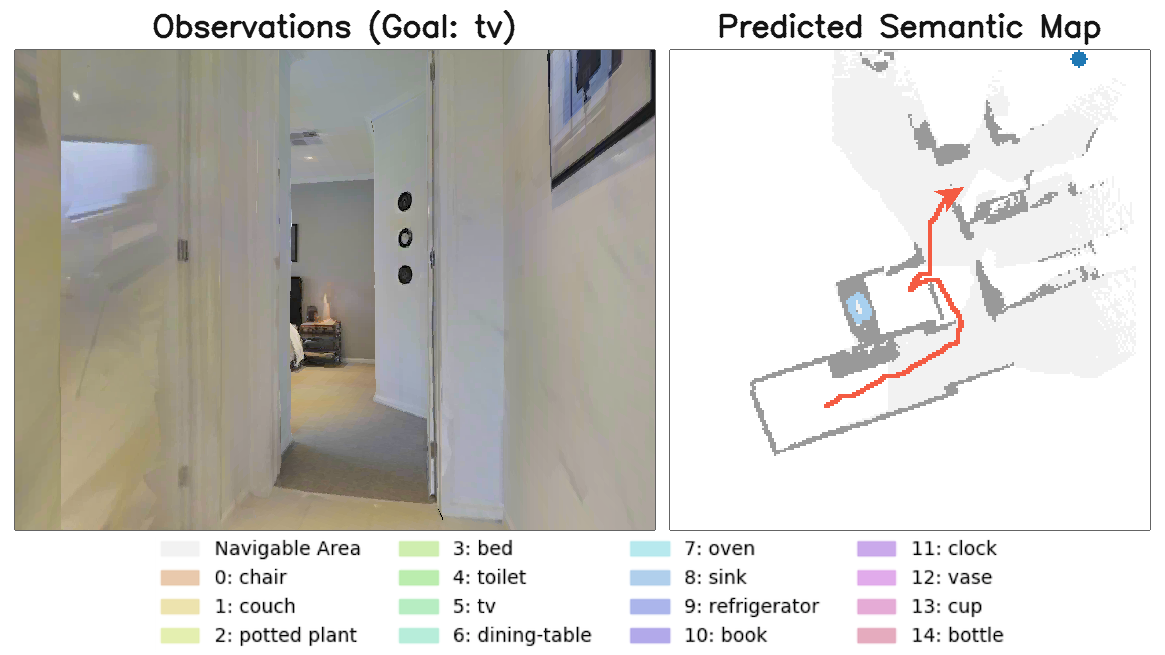 Observations (Goal: tv)
Predicted Semantic Map
Navigable Area
0: chair
1: couch
2: potted plant
3: bed
4: toilet
5: tv
6: dining-table
7: oven
8: sink
9: refrigerator
10: book
11: clock
12: vase
13: cup
14: bottle